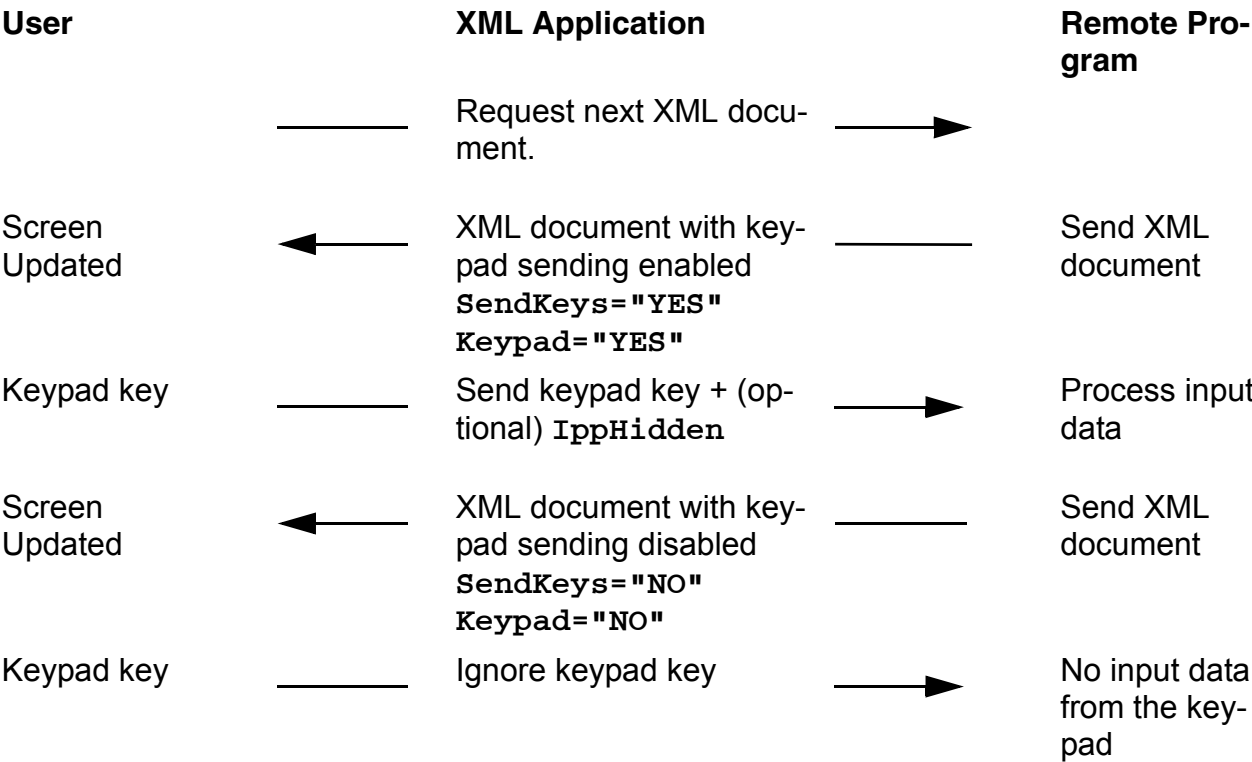 User
XML Application
Remote Pro-
gram
Request next XML docu-
ment.
Screen
Updated
XML document with key-
pad sending enabled
SendKeys="YES"
Keypad="YES"
Send XML
document
Keypad key
Send keypad key + (op-
tional) IppHidden
Process input
data
Screen
Updated
XML document with key-
pad sending disabled
SendKeys="NO"
Keypad="NO"
Send XML
document
Keypad key
Ignore keypad key
No input data
from the key-
pad